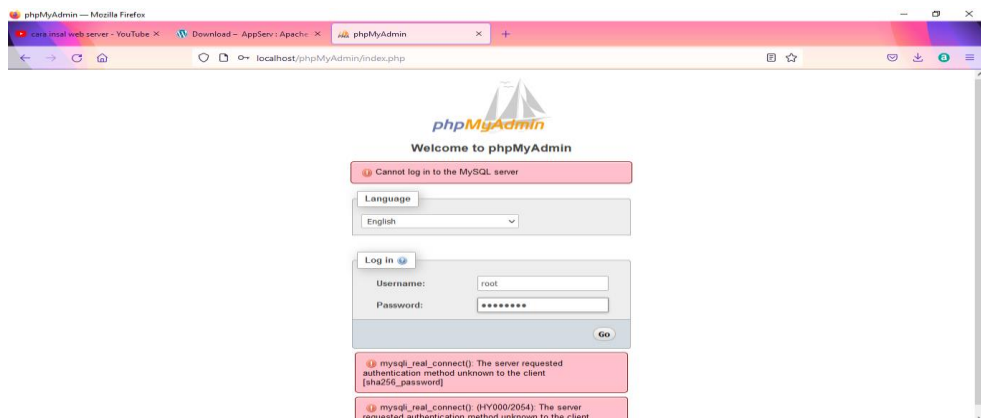 phpMyAdmin — Mozilla Firefox
cara insal web server - YouTube
Download – AppServ : Apache
phpMyAdmin
localhost/phpMyAdmin/index.php
a
phpMyAdmin
Welcome to phpMyAdmin
Cannot log in to the MySQL server
Language
English
Log in
Username:
root
Password:
••••••••
Go
mysqli_real_connect(): The server requested
authentication method unknown to the client
[sha256_password]
mysqli_real_connect(): (HY000/2054): The server
requested authentication method unknown to the client